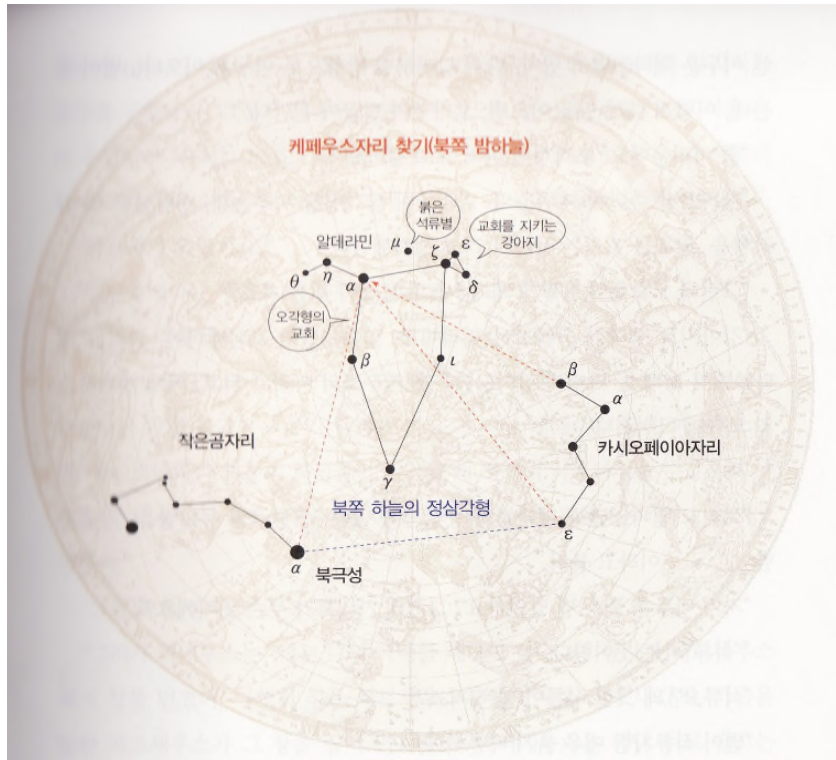 케페우스자리 찾기(북쪽 밤하늘)
붉은
석류별
교회를 지키는
강아지
알데라민
μ
ζ
ε
δ
θ
η
α
오각형의
교회
β
ι
β
α
작은곰자리
카시오페이아자리
γ
북쪽 하늘의 정삼각형
ε
α
북극성